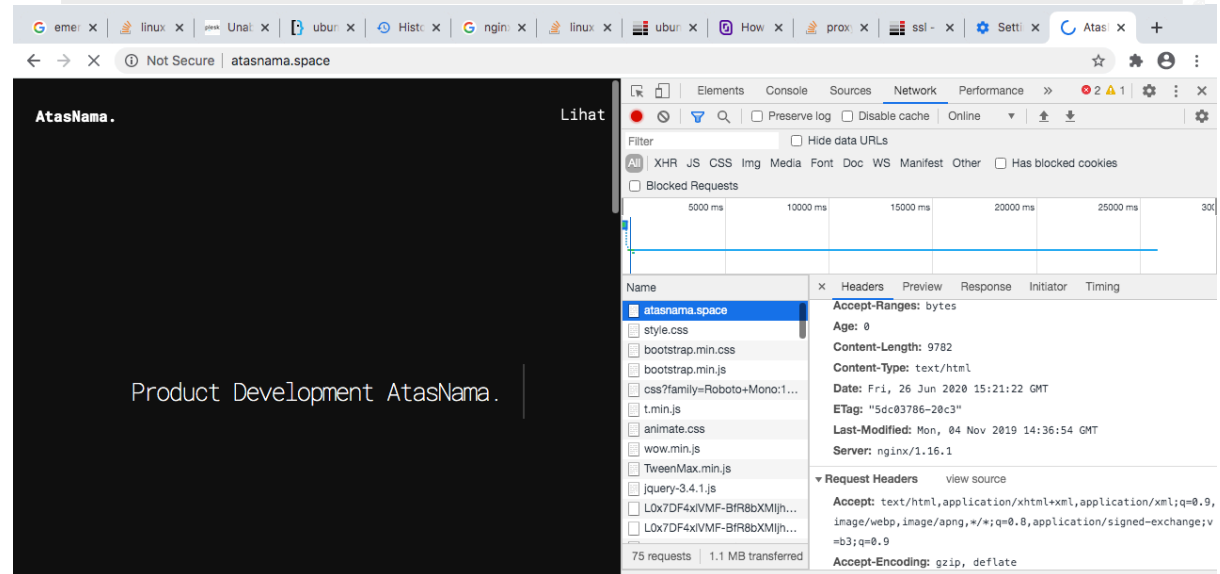 emer
linux
Unab
ubun
Histo
ngin
linux
ubun
How
prox
ssl -
Setti
Atas
Not Secure | atasnama.space
AtasNama.
Lihat
Product Development AtasNama.
Elements Console Sources Network Performance » 2 1
Preserve log Disable cache Online
Filter
Hide data URLs
All XHR JS CSS Img Media Font Doc WS Manifest Other Has blocked cookies
Blocked Requests
5000 ms 10000 ms 15000 ms 20000 ms 25000 ms 300
Name
atasnama.space
style.css
bootstrap.min.css
bootstrap.min.js
css?family=Roboto+Mono:1...
t.min.js
animate.css
wow.min.js
TweenMax.min.js
jquery-3.4.1.js
L0x7DF4xlVMF-BfR8bXMIjh...
L0x7DF4xlVMF-BfR8bXMIjh...
75 requests 1.1 MB transferred
Headers Preview Response Initiator Timing
Accept-Ranges: bytes
Age: 0
Content-Length: 9782
Content-Type: text/html
Date: Fri, 26 Jun 2020 15:21:22 GMT
ETag: "5dc03786-20c3"
Last-Modified: Mon, 04 Nov 2019 14:36:54 GMT
Server: nginx/1.16.1
Request Headers view source
Accept: text/html,application/xhtml+xml,application/xml;q=0.9,
image/webp,image/apng,*/*;q=0.8,application/signed-exchange;v
=b3;q=0.9
Accept-Encoding: gzip, deflate